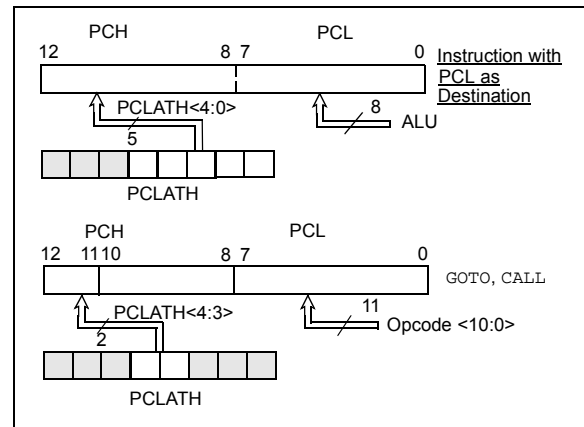 PCH PCL
12 8 7 0
Instruction with
PCL as
Destination
PCLATH<4:0>
8
5
ALU
PCLATH
PCH PCL
12 11 10 8 7 0
GOTO, CALL
PCLATH<4:3>
11
2
Opcode <10:0>
PCLATH